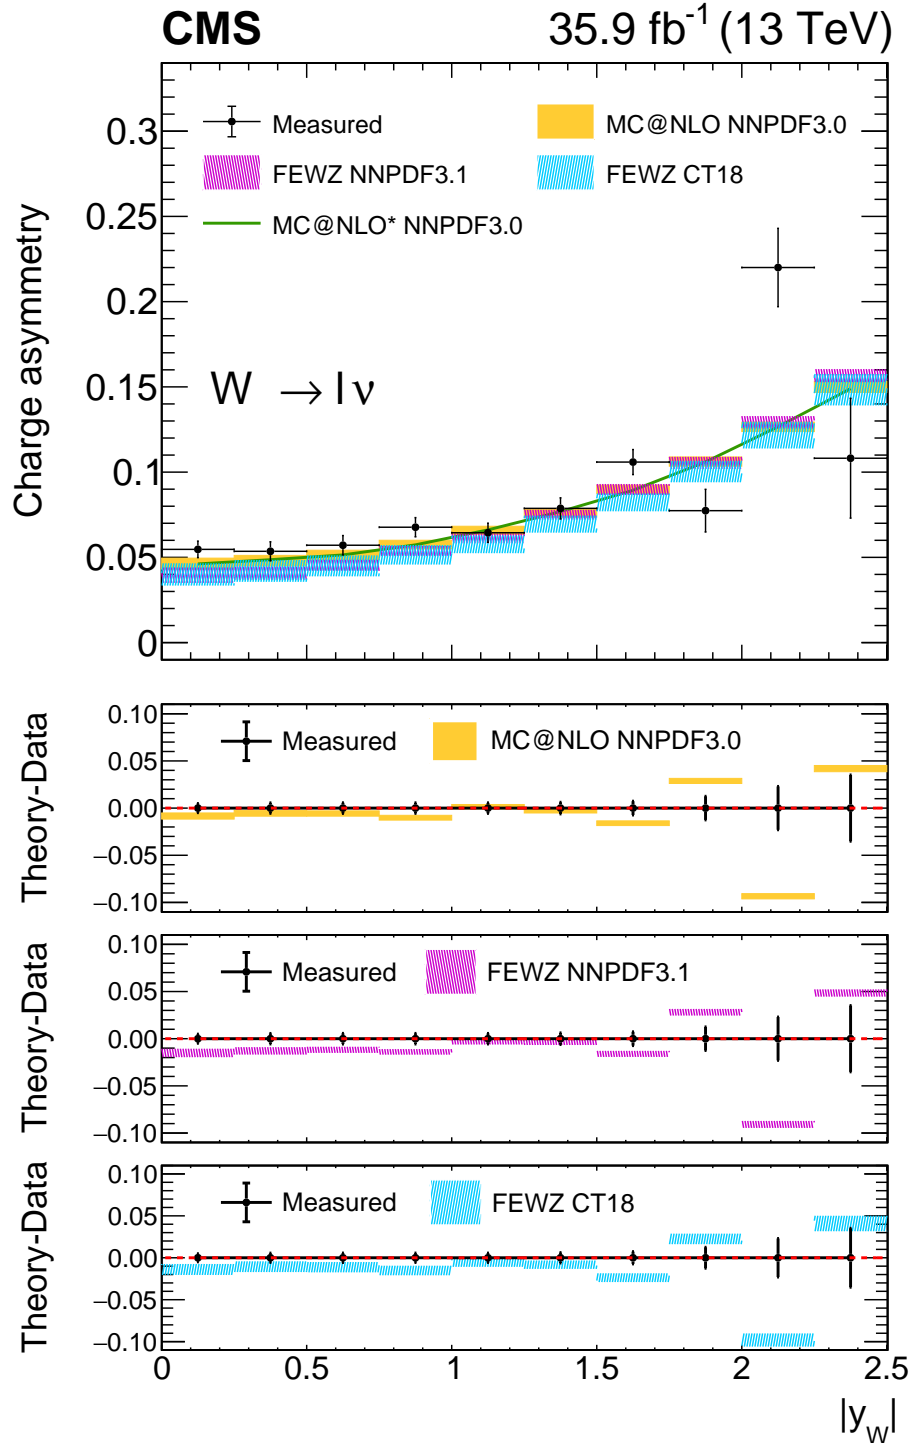 CMS 35.9 fb⁻¹ (13 TeV)
Charge asymmetry
0.3
0.25
0.2
0.15
0.1
0.05
0
Measured
MC@NLO NNPDF3.0
FEWZ NNPDF3.1
FEWZ CT18
MC@NLO* NNPDF3.0
W → l ν
Theory-Data
0.10
0.05
0.00
−0.05
−0.10
Measured
MC@NLO NNPDF3.0
Theory-Data
0.10
0.05
0.00
−0.05
−0.10
Measured
FEWZ NNPDF3.1
Theory-Data
0.10
0.05
0.00
−0.05
−0.10
Measured
FEWZ CT18
0 0.5 1 1.5 2 2.5
|y_W|